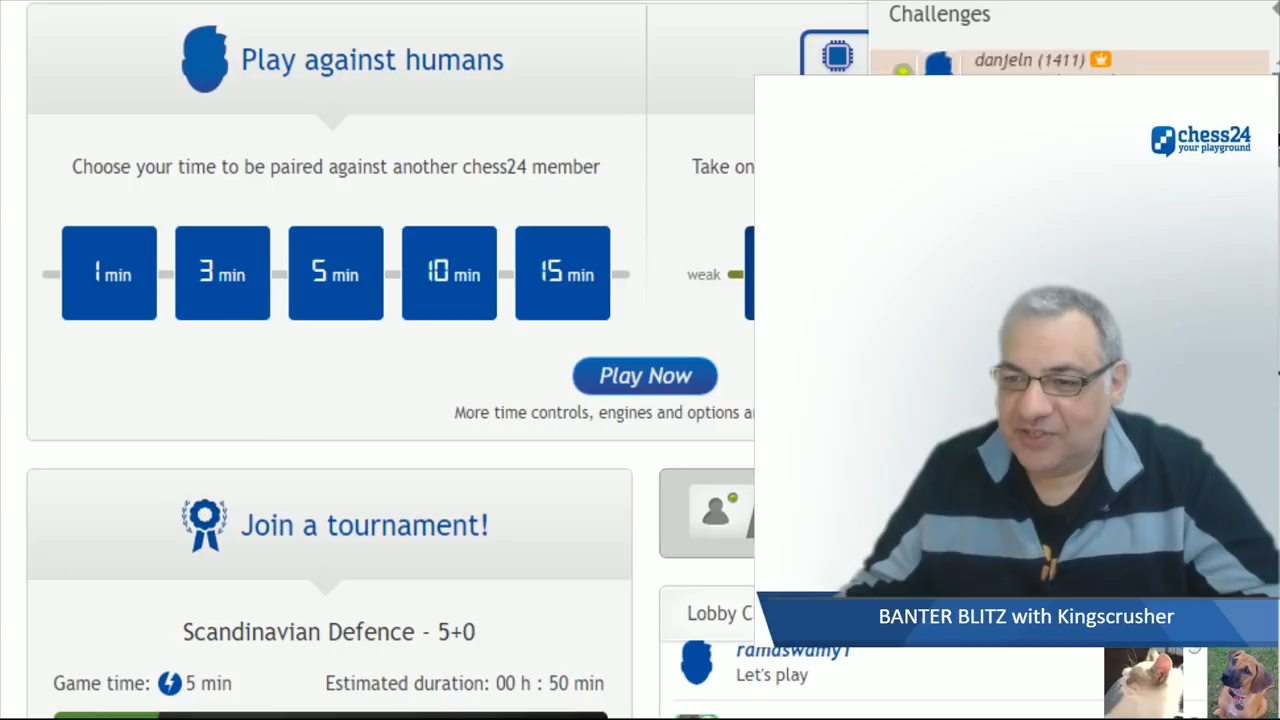 Play against humans
Choose your time to be paired against another chess24 member
1 min
3 min
5 min
10 min
15 min
Play Now
More time controls, engines and options
Take on
weak
Challenges
danjeln (1411)
chess24
your playground
Join a tournament!
Scandinavian Defence - 5+0
Game time: 5 min
Estimated duration: 00 h : 50 min
Lobby
ramaswamy1
Let's play
BANTER BLITZ with Kingscrusher